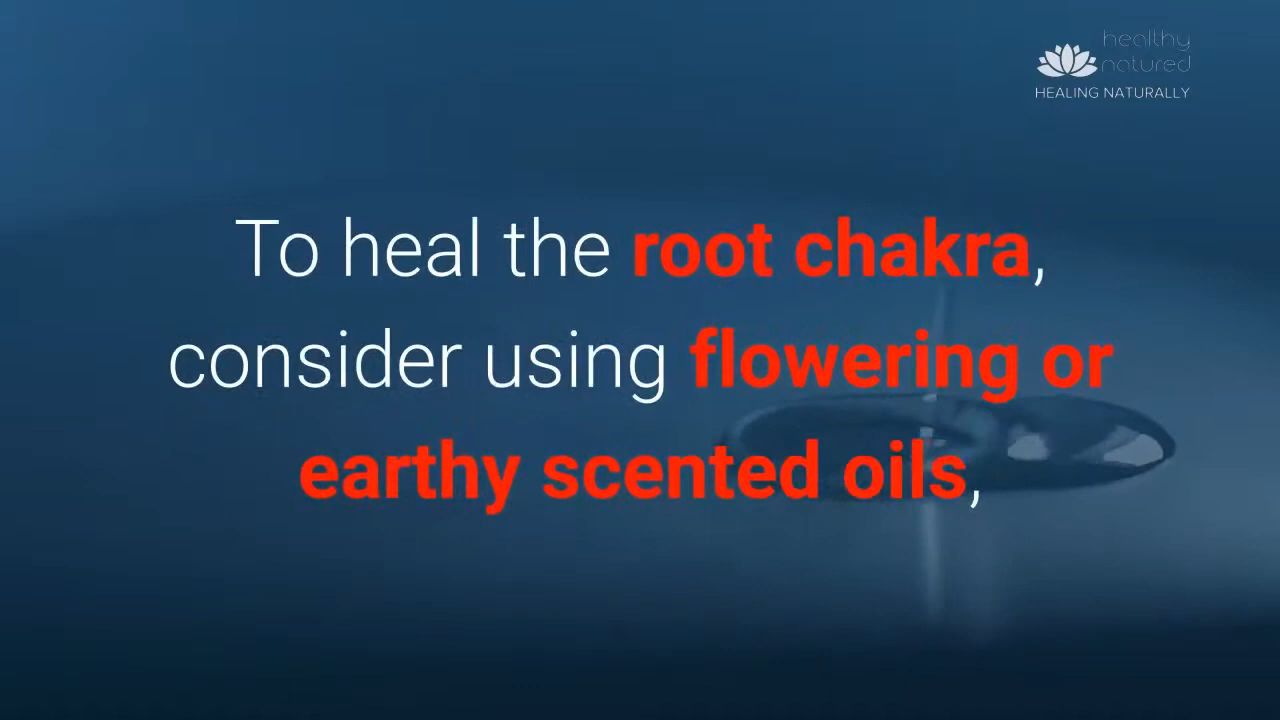 healthy
natured
HEALING NATURALLY
To heal the root chakra,
consider using flowering or
earthy scented oils,